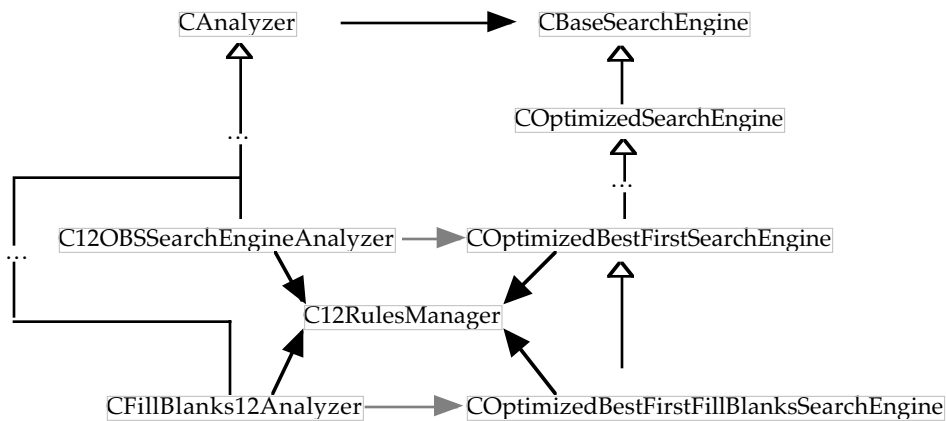 CAnalyzer
CBaseSearchEngine
COptimizedSearchEngine
...
...
C12OBSSearchEngineAnalyzer
COptimizedBestFirstSearchEngine
...
C12RulesManager
CFillBlanks12Analyzer
COptimizedBestFirstFillBlanksSearchEngine